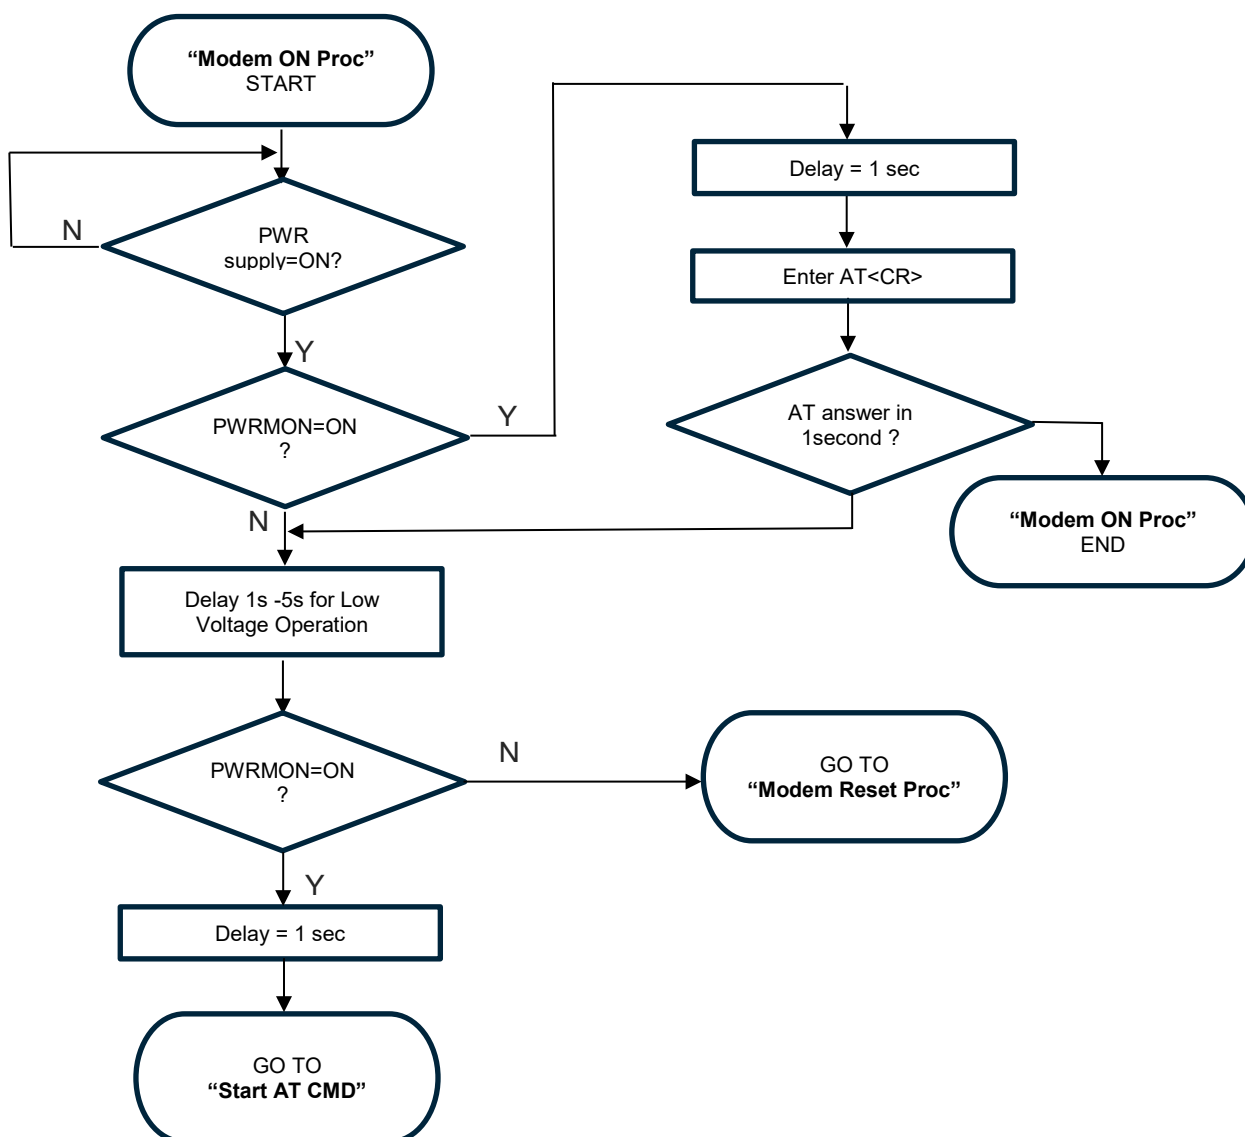 “Modem ON Proc”
START
N
PWR
supply=ON?
Y
PWRMON=ON
?
Y
N
Delay = 1 sec
Enter AT<CR>
AT answer in
1second ?
“Modem ON Proc”
END
Delay 1s -5s for Low
Voltage Operation
PWRMON=ON
?
N
GO TO
“Modem Reset Proc”
Y
Delay = 1 sec
GO TO
“Start AT CMD”